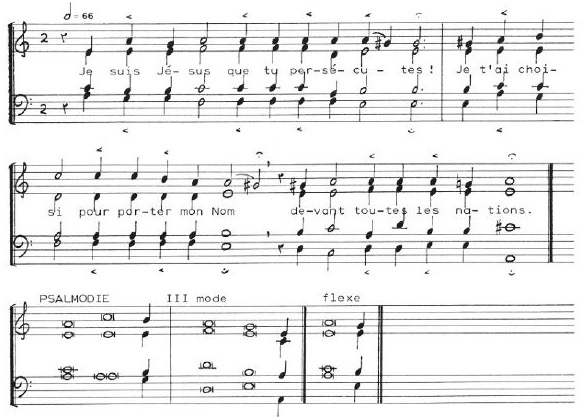 ♩=66
Je suis Jé-sus que tu per-sé-cu-tes! Je t'ai choi-
si pour por-ter mon Nom de-vant tou-tes les na-tions.
PSALMODIE III mode flexe